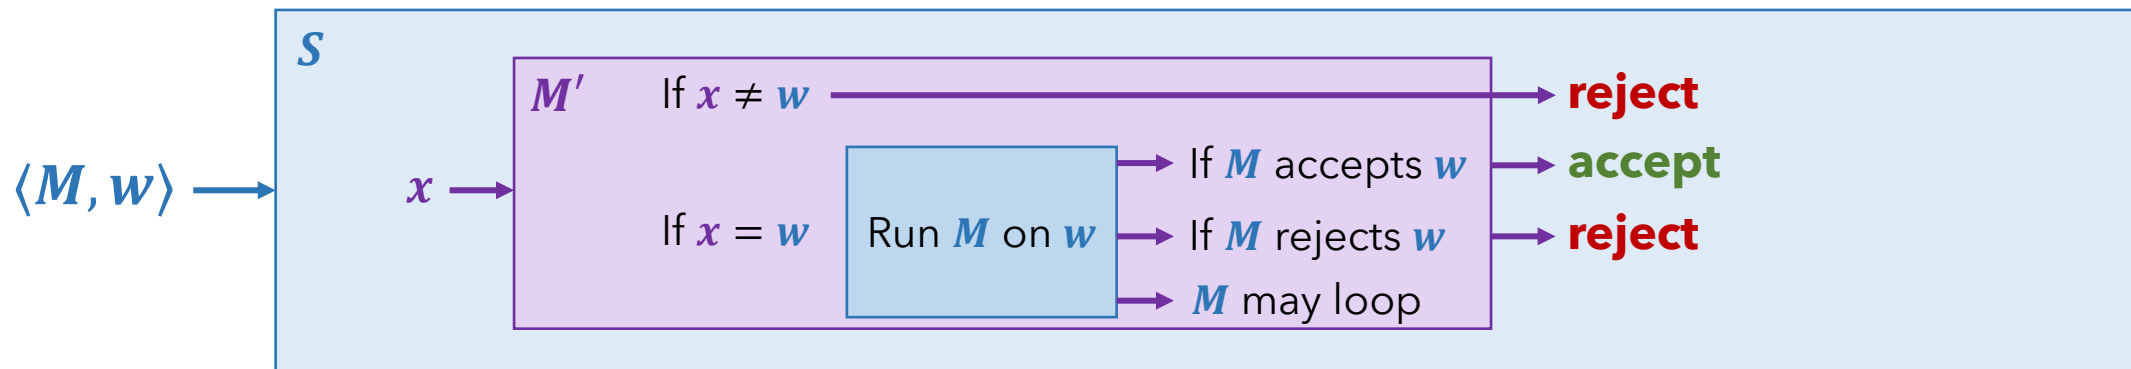 S
M′ If x ≠ w reject
If M accepts w accept
⟨M, w⟩ x
If x = w Run M on w If M rejects w reject
M may loop